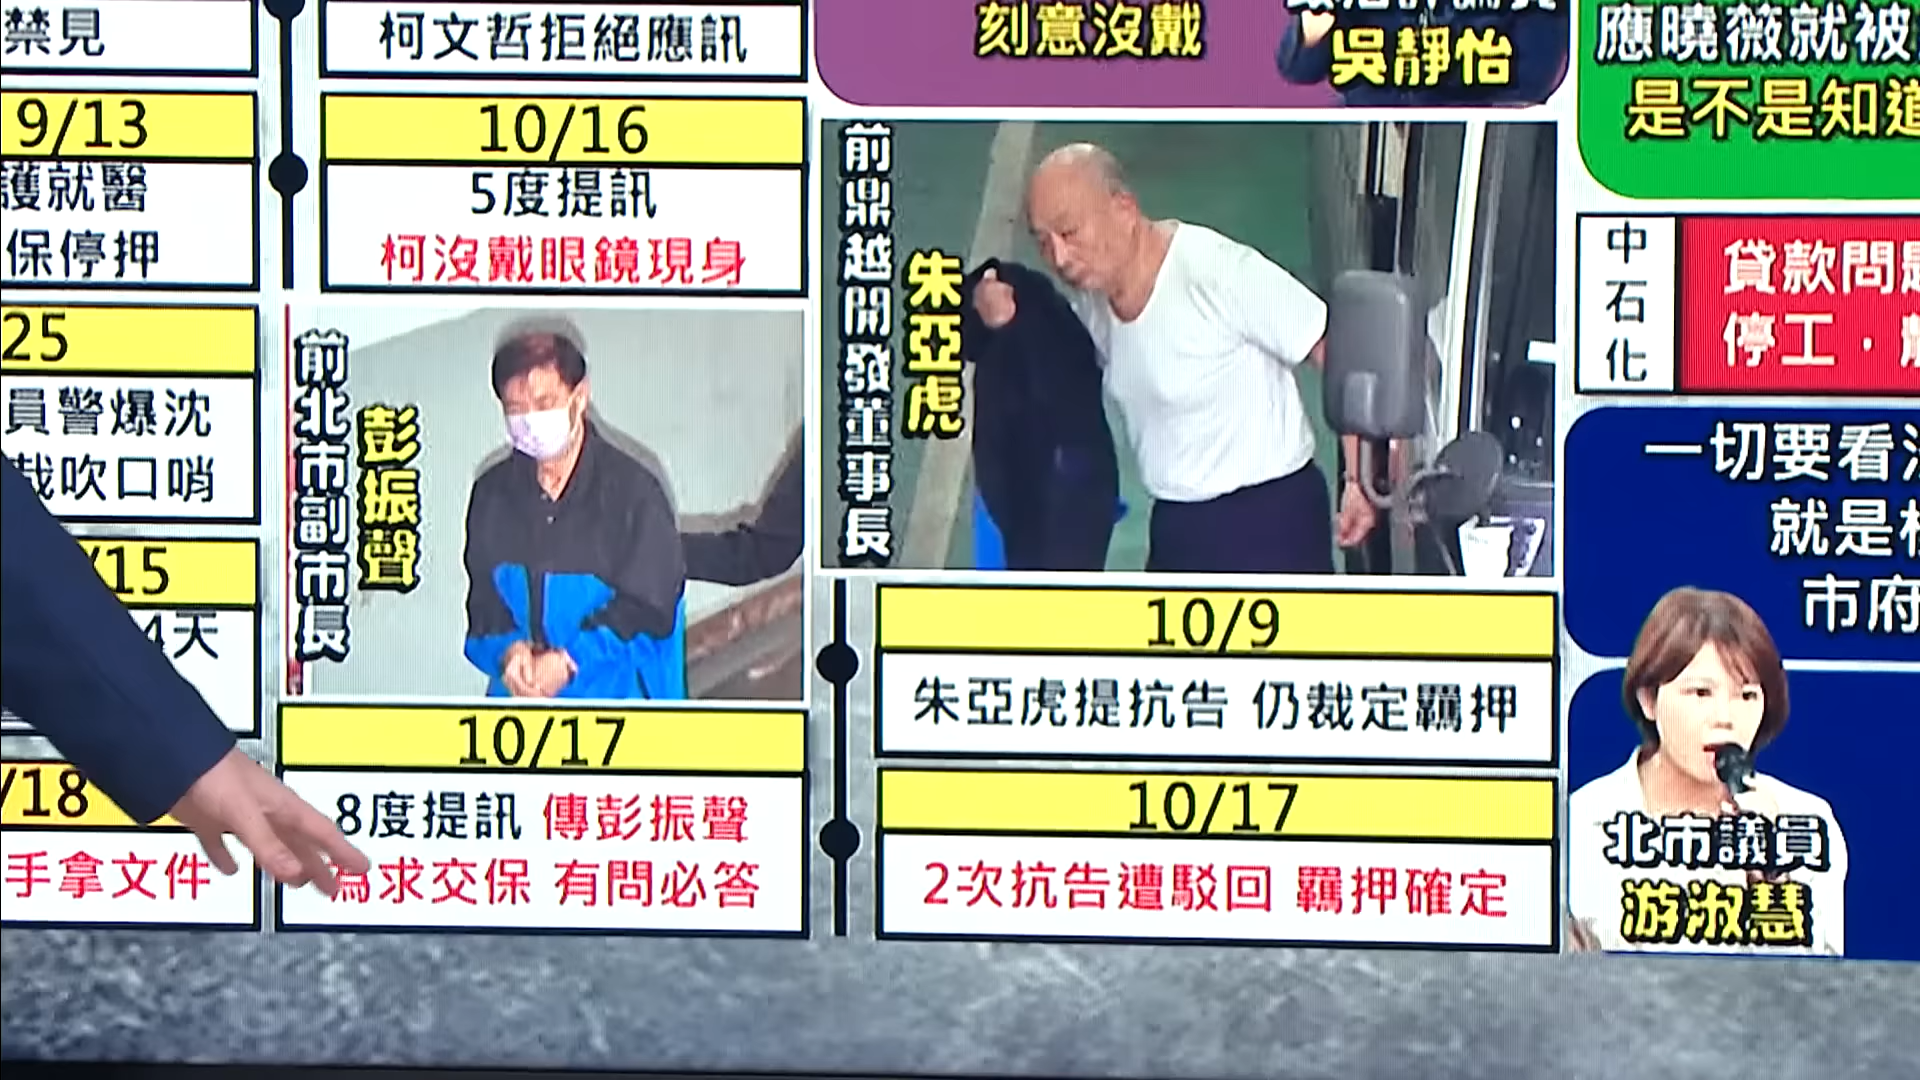 禁見
9/13
護就醫
保停押
25
員警爆沈
吹口哨
/15
4天
/18
手拿文件
柯文哲拒絕應訊
10/16
5度提訊
柯沒戴眼鏡現身
前北市副市長
彭振聲
10/17
8度提訊 傳彭振聲
為求交保 有問必答
刻意沒戴
吳靜怡
前鼎越開發董事長
朱亞虎
10/9
朱亞虎提抗告 仍裁定羈押
10/17
2次抗告遭駁回 羈押確定
應曉薇就被
是不是知道
中石化
貸款問題
停工·
一切要看
就是
市府
北市議員
游淑慧